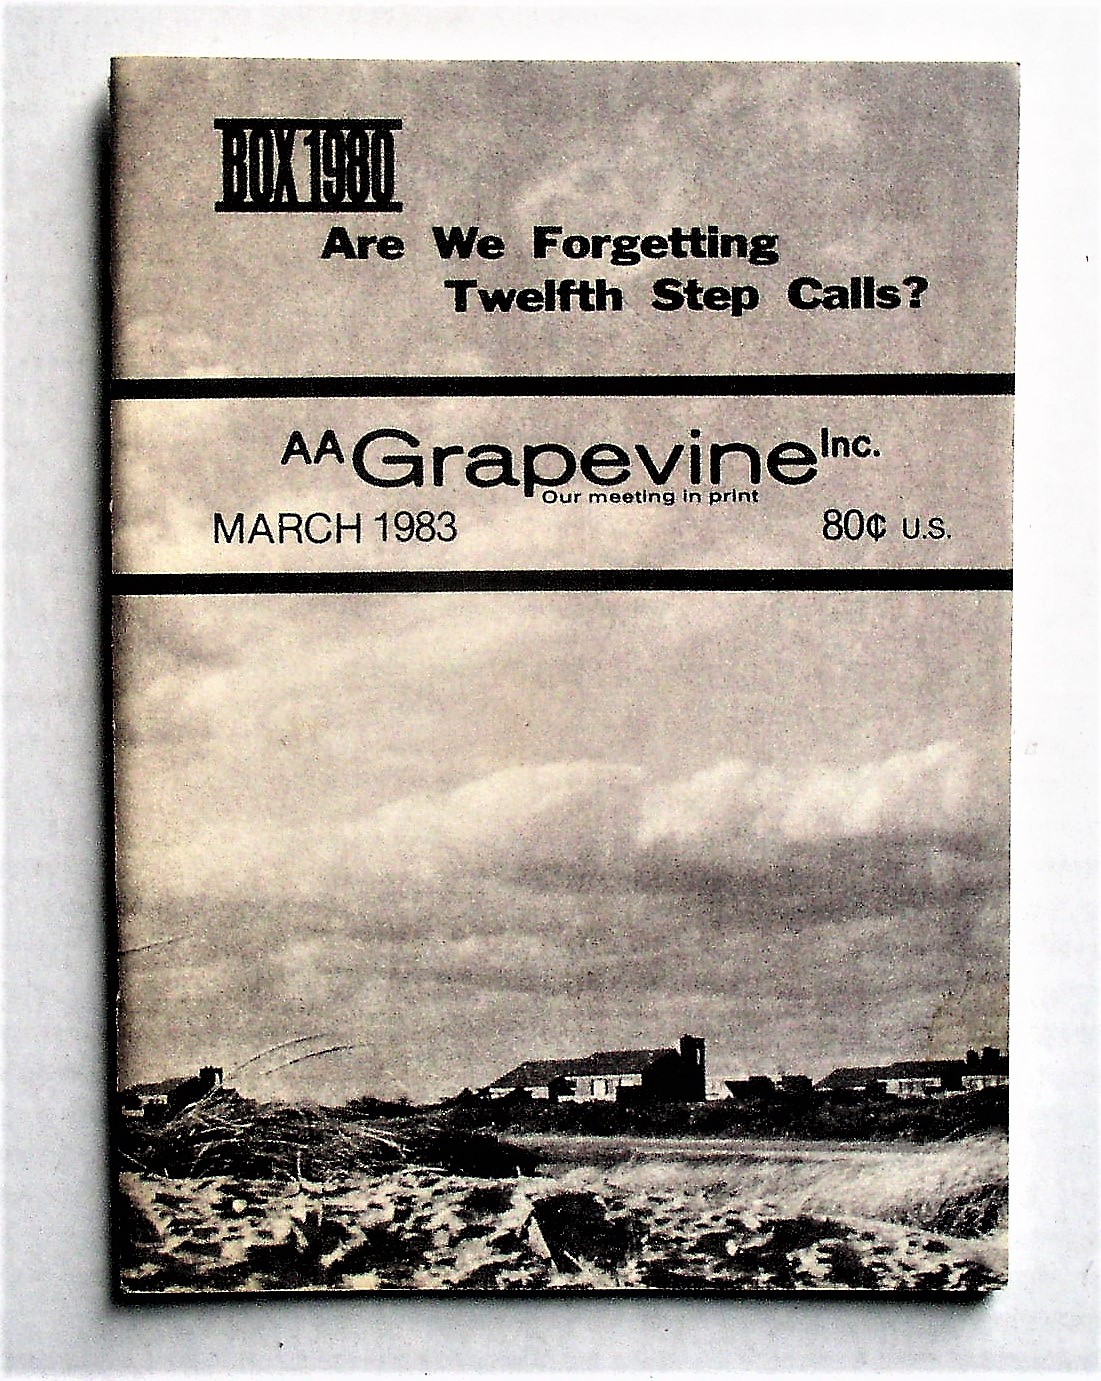 BOX 1980
Are We Forgetting
Twelfth Step Calls?
AA Grapevine Inc.
Our meeting in print
MARCH 1983 80¢ U.S.